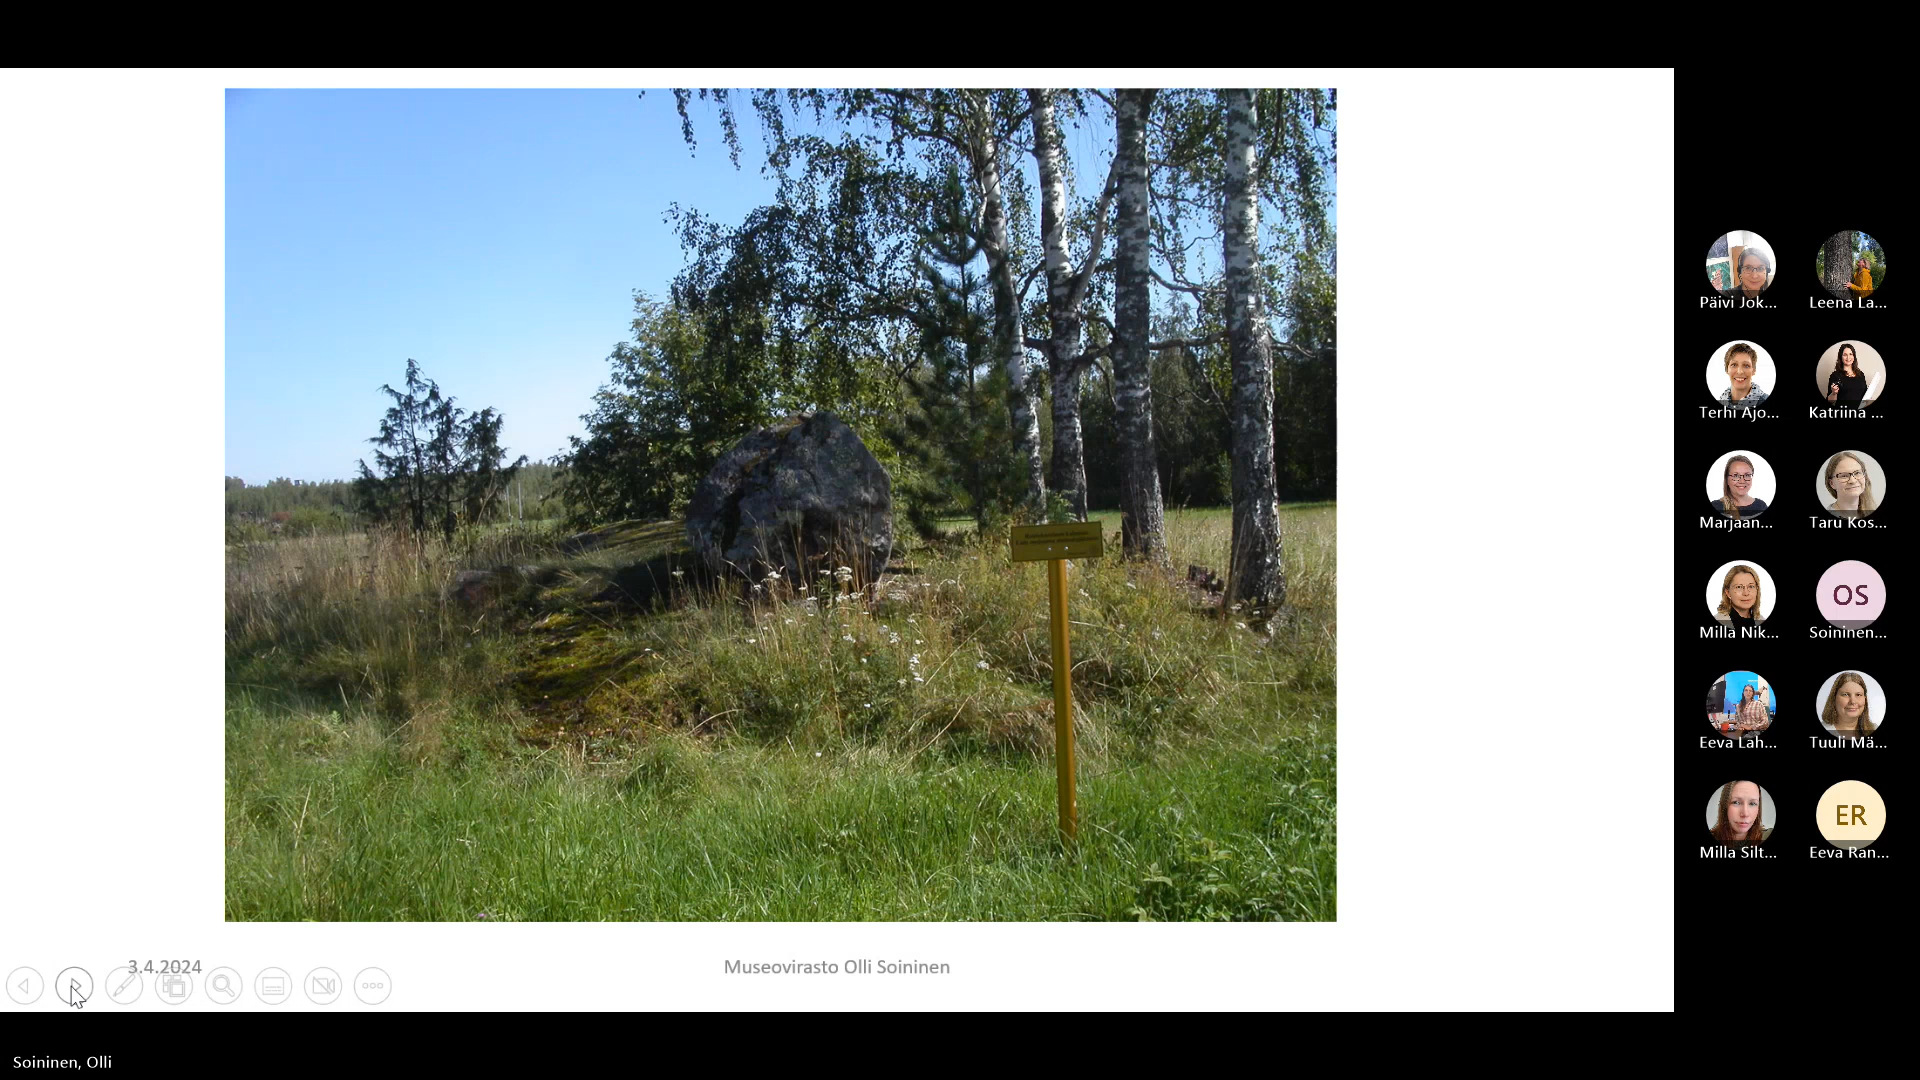 Päivi Jok...
Leena La...
Terhi Ajo...
Katriina ...
Marjaan...
Taru Kos...
Milla Nik...
OS
Soininen...
Eeva Lah...
Tuuli Mä...
Milla Silt...
ER
Eeva Ran...
3.4.2024
Museovirasto Olli Soininen
Soininen, Olli